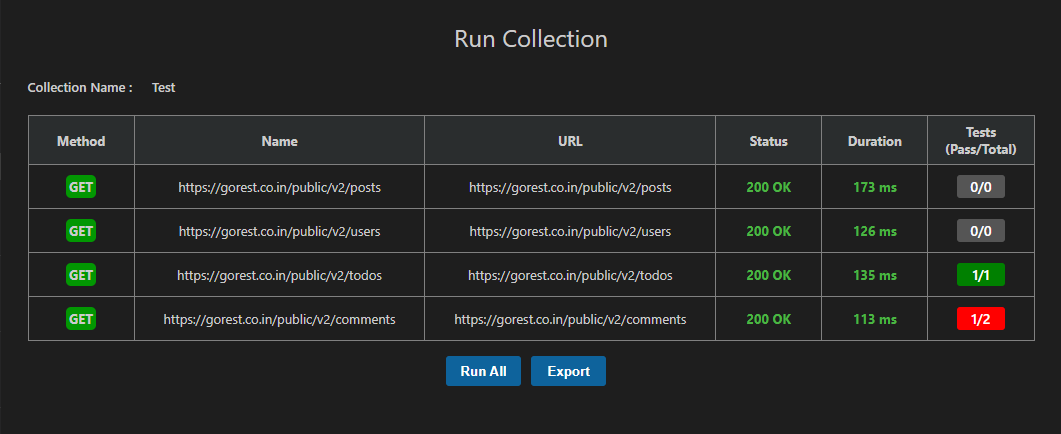 Run Collection
Collection Name : Test
Method Name URL Status Duration Tests (Pass/Total)
GET https://gorest.co.in/public/v2/posts https://gorest.co.in/public/v2/posts 200 OK 173 ms 0/0
GET https://gorest.co.in/public/v2/users https://gorest.co.in/public/v2/users 200 OK 126 ms 0/0
GET https://gorest.co.in/public/v2/todos https://gorest.co.in/public/v2/todos 200 OK 135 ms 1/1
GET https://gorest.co.in/public/v2/comments https://gorest.co.in/public/v2/comments 200 OK 113 ms 1/2
Run All Export